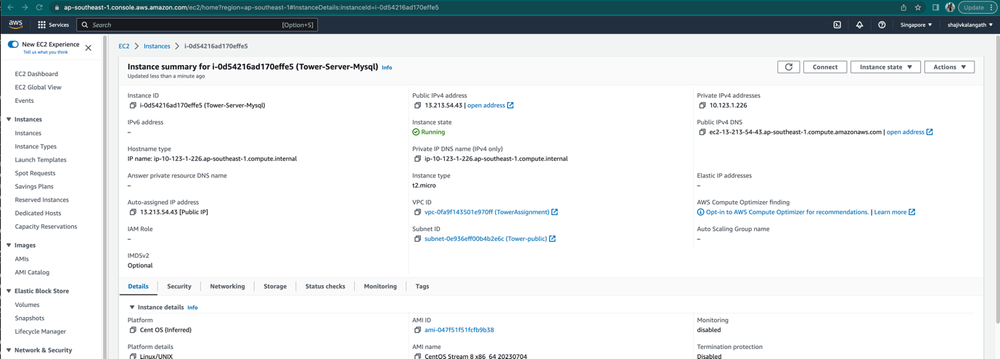 ap-southeast-1.console.aws.amazon.com/ec2/home?region=ap-southeast-1#InstanceDetails:instanceId=i-0d54216ad170effe5
Update
aws
Services
Search
[Option+S]
Singapore
shajivkalangath
New EC2 Experience
Tell us what you think
EC2 Dashboard
EC2 Global View
Events
Instances
Instances
Instance Types
Launch Templates
Spot Requests
Savings Plans
Reserved Instances
Dedicated Hosts
Capacity Reservations
Images
AMIs
AMI Catalog
Elastic Block Store
Volumes
Snapshots
Lifecycle Manager
Network & Security
EC2 > Instances > i-0d54216ad170effe5
Instance summary for i-0d54216ad170effe5 (Tower-Server-Mysql) Info
Updated less than a minute ago
Connect
Instance state
Actions
Instance ID
i-0d54216ad170effe5 (Tower-Server-Mysql)
Public IPv4 address
13.213.54.43 | open address
Private IPv4 addresses
10.123.1.226
IPv6 address
–
Instance state
Running
Public IPv4 DNS
ec2-13-213-54-43.ap-southeast-1.compute.amazonaws.com | open address
Hostname type
IP name: ip-10-123-1-226.ap-southeast-1.compute.internal
Private IP DNS name (IPv4 only)
ip-10-123-1-226.ap-southeast-1.compute.internal
Answer private resource DNS name
–
Instance type
t2.micro
Elastic IP addresses
–
Auto-assigned IP address
13.213.54.43 [Public IP]
VPC ID
vpc-0fa9f143501e970ff (TowerAssignment)
AWS Compute Optimizer finding
Opt-in to AWS Compute Optimizer for recommendations. | Learn more
IAM Role
–
Subnet ID
subnet-0e936eff00b4b2e6c (Tower-public)
Auto Scaling Group name
–
IMDSv2
Optional
Details
Security
Networking
Storage
Status checks
Monitoring
Tags
Instance details Info
Platform
Cent OS (Inferred)
AMI ID
ami-047f51f51fcfb9b38
Monitoring
disabled
Platform details
Linux/UNIX
AMI name
CentOS Stream 8 x86_64 20230704
Termination protection
Disabled